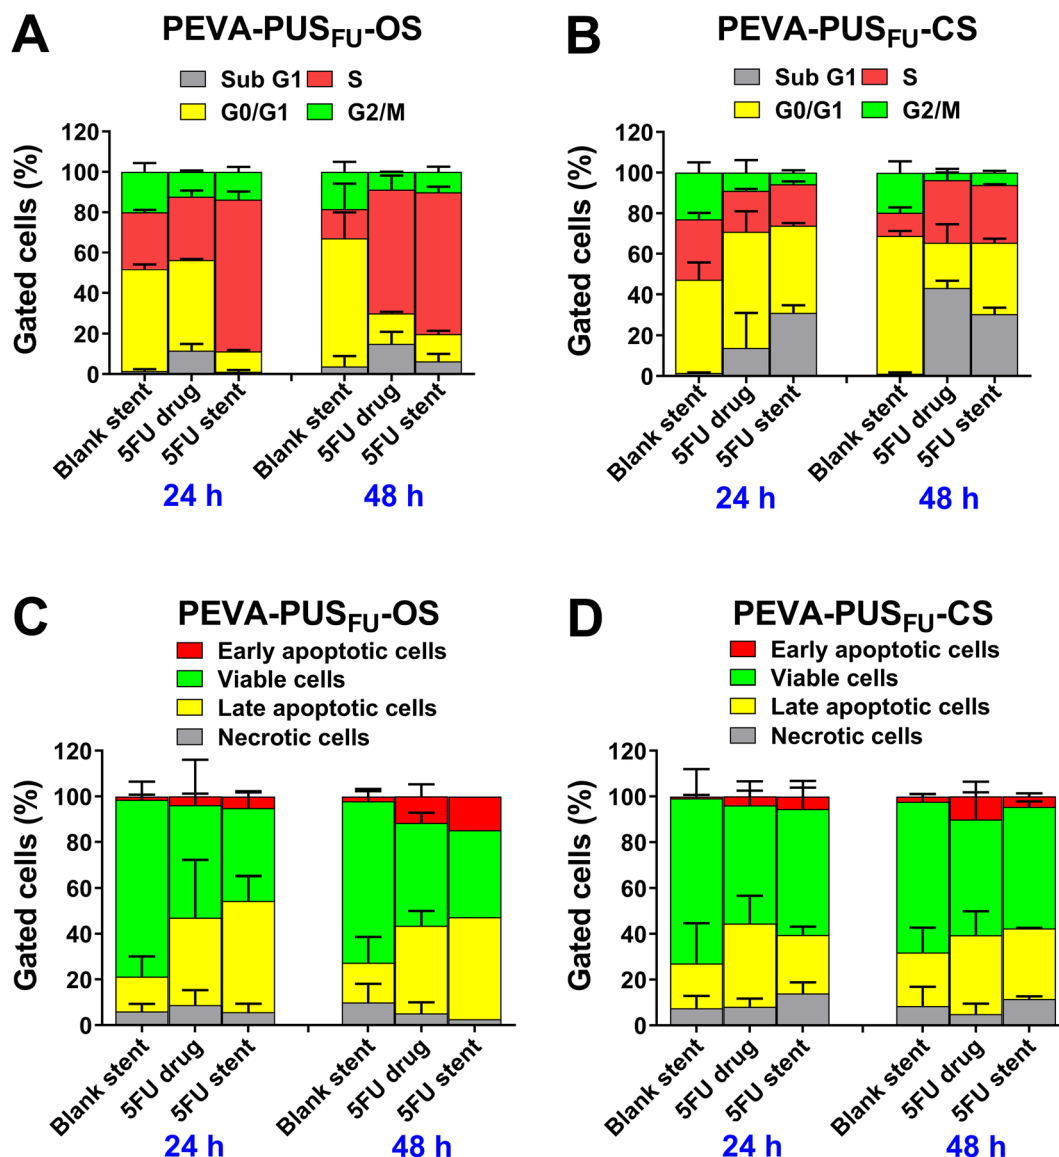 A
PEVA-PUSFU-OS
Sub G1
S
G0/G1
G2/M
Gated cells (%)
120
100
80
60
40
20
0
Blank stent
5FU drug
5FU stent
Blank stent
5FU drug
5FU stent
24 h
48 h
B
PEVA-PUSFU-CS
Sub G1
S
G0/G1
G2/M
Gated cells (%)
120
100
80
60
40
20
0
Blank stent
5FU drug
5FU stent
Blank stent
5FU drug
5FU stent
24 h
48 h
C
PEVA-PUSFU-OS
Early apoptotic cells
Viable cells
Late apoptotic cells
Necrotic cells
Gated cells (%)
120
100
80
60
40
20
0
Blank stent
5FU drug
5FU stent
Blank stent
5FU drug
5FU stent
24 h
48 h
D
PEVA-PUSFU-CS
Early apoptotic cells
Viable cells
Late apoptotic cells
Necrotic cells
Gated cells (%)
120
100
80
60
40
20
0
Blank stent
5FU drug
5FU stent
Blank stent
5FU drug
5FU stent
24 h
48 h